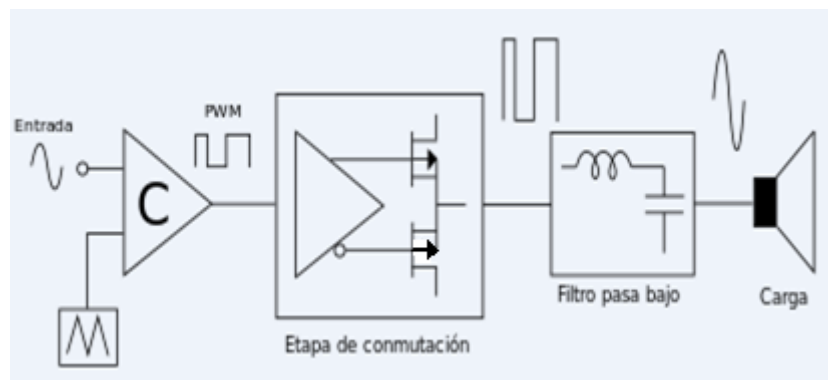 Entrada
PWM
C
Etapa de conmutación
Filtro pasa bajo
Carga